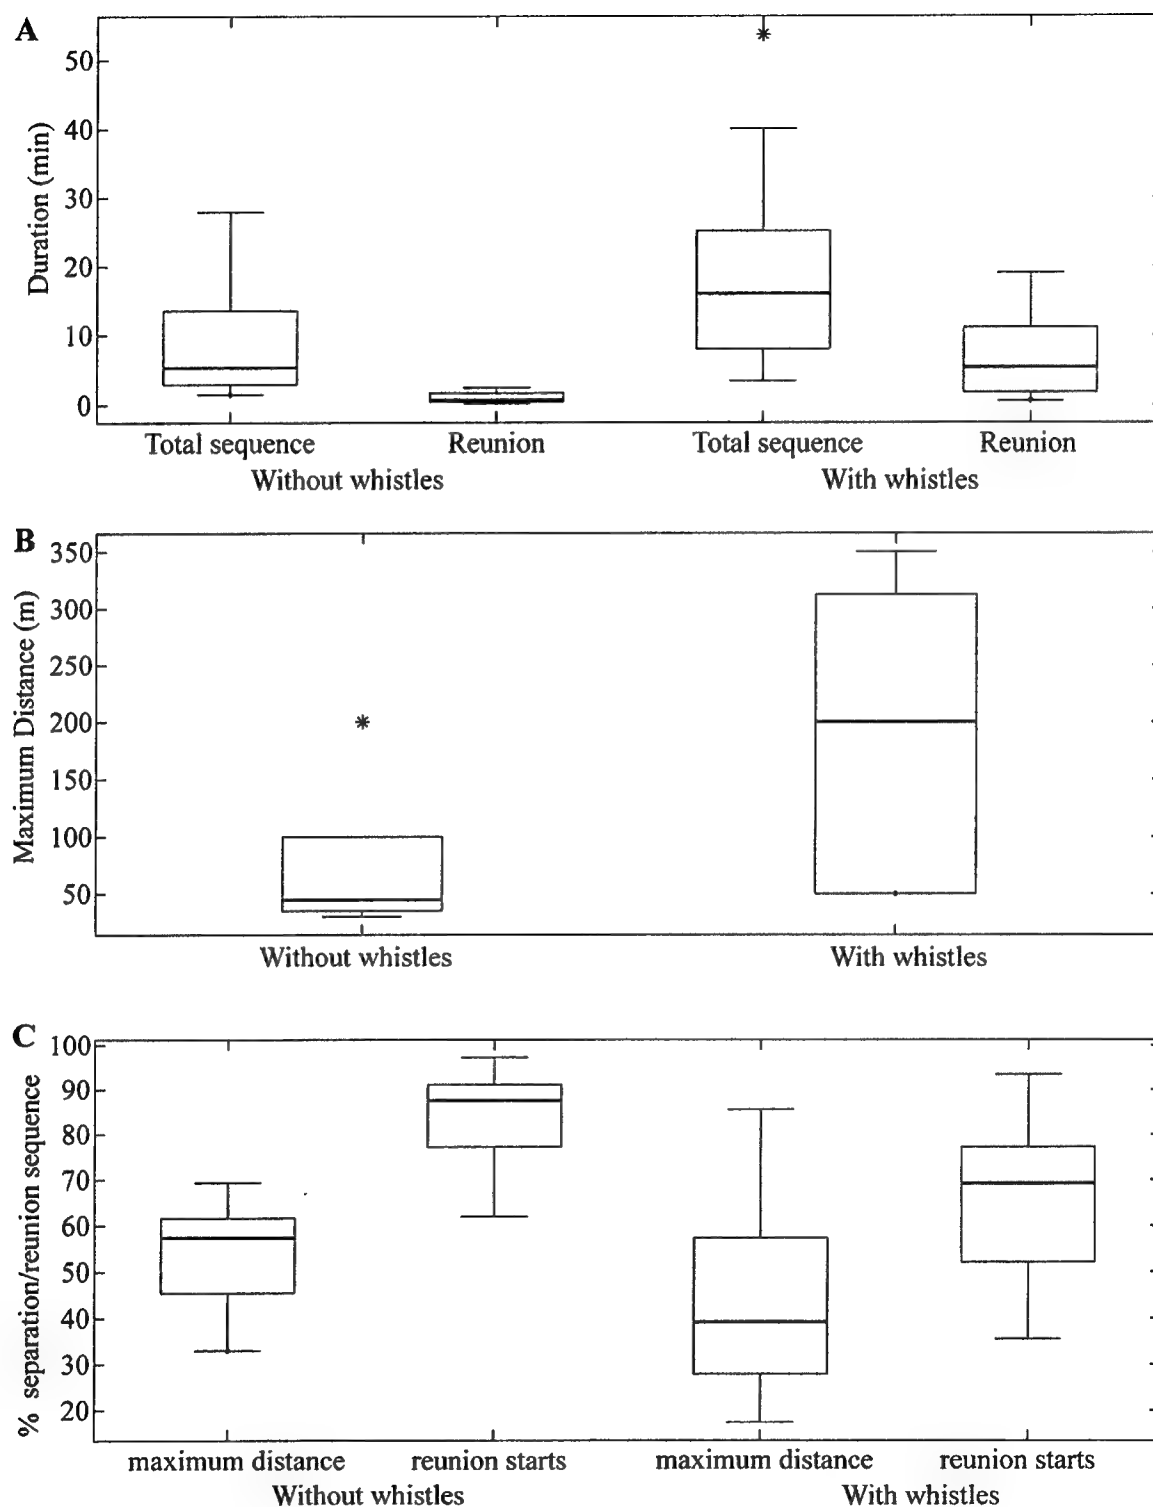 A
Duration (min)
50
40
30
20
10
0
Total sequence Reunion Total sequence Reunion
Without whistles With whistles
B
Maximum Distance (m)
350
300
250
200
150
100
50
Without whistles With whistles
C
% separation/reunion sequence
100
90
80
70
60
50
40
30
20
maximum distance reunion starts maximum distance reunion starts
Without whistles With whistles